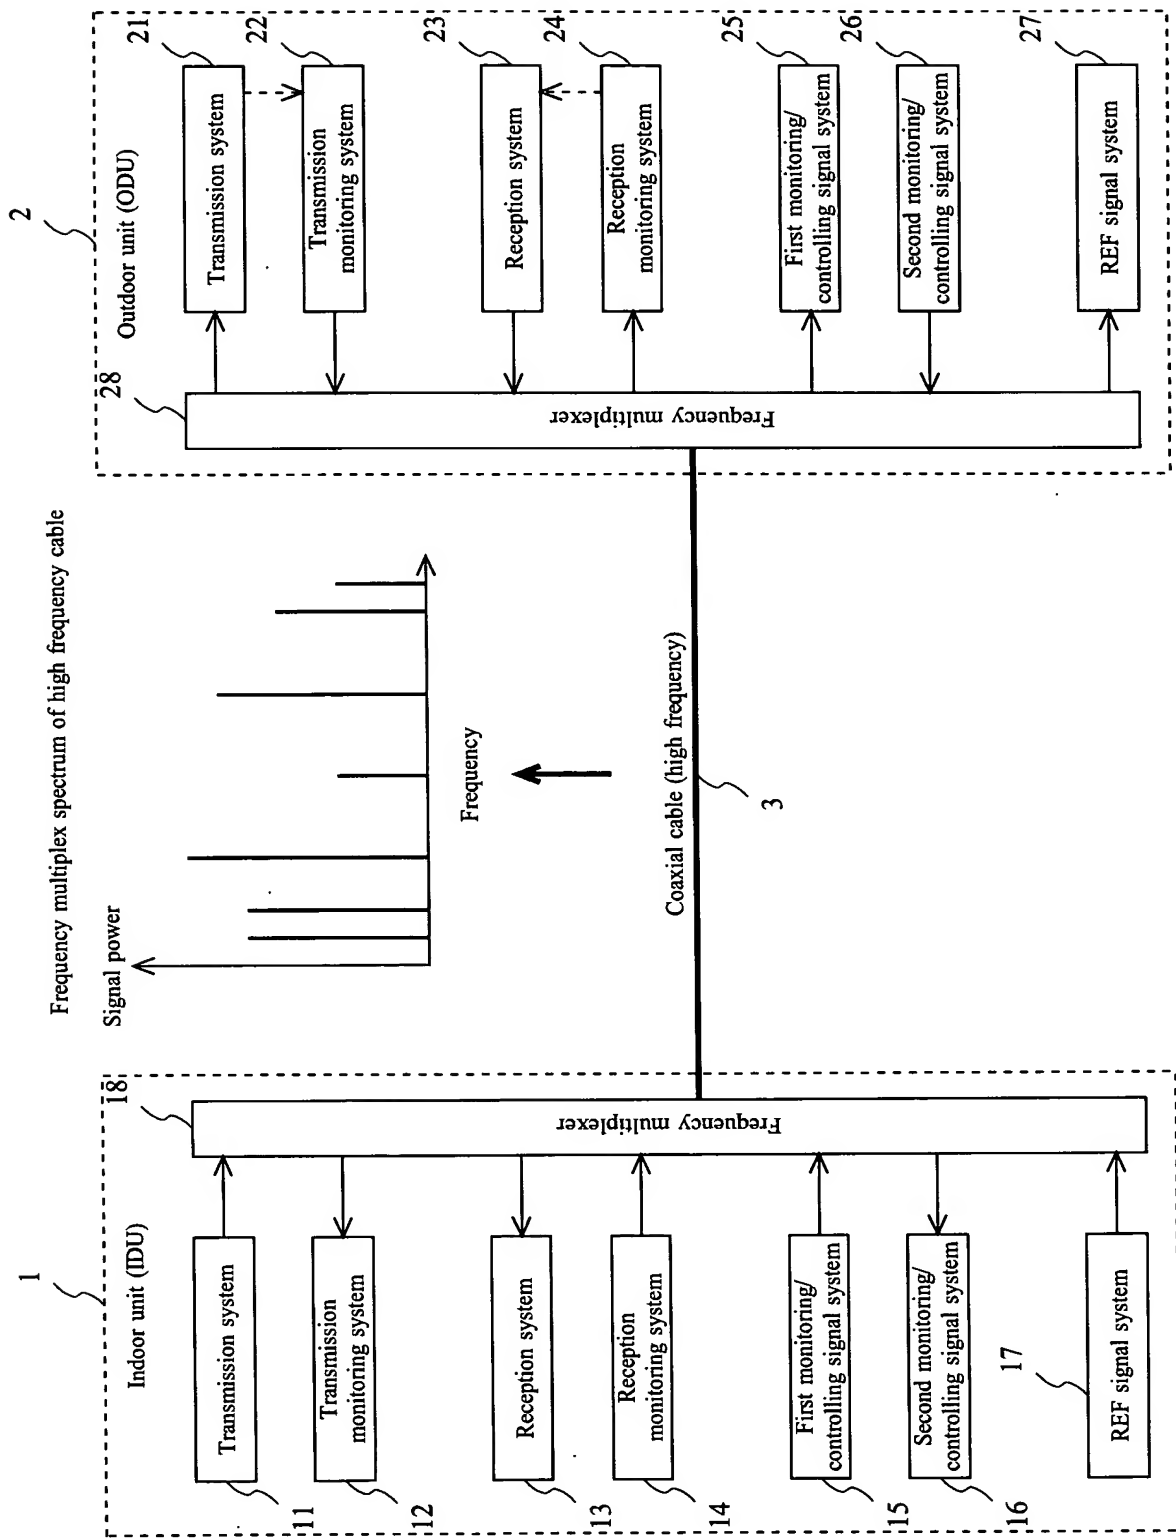 Frequency multiplex spectrum of high frequency cable
Signal power
Frequency
1
Indoor unit (IDU)
18
Frequency multiplexer
Transmission system
11
Transmission
monitoring system
12
Reception system
13
Reception
monitoring system
14
First monitoring/
controlling signal system
15
Second monitoring/
controlling signal system
16
REF signal system
17
Coaxial cable (high frequency)
3
2
Outdoor unit (ODU)
28
Frequency multiplexer
Transmission system
21
Transmission
monitoring system
22
Reception system
23
Reception
monitoring system
24
First monitoring/
controlling signal system
25
Second monitoring/
controlling signal system
26
REF signal system
27